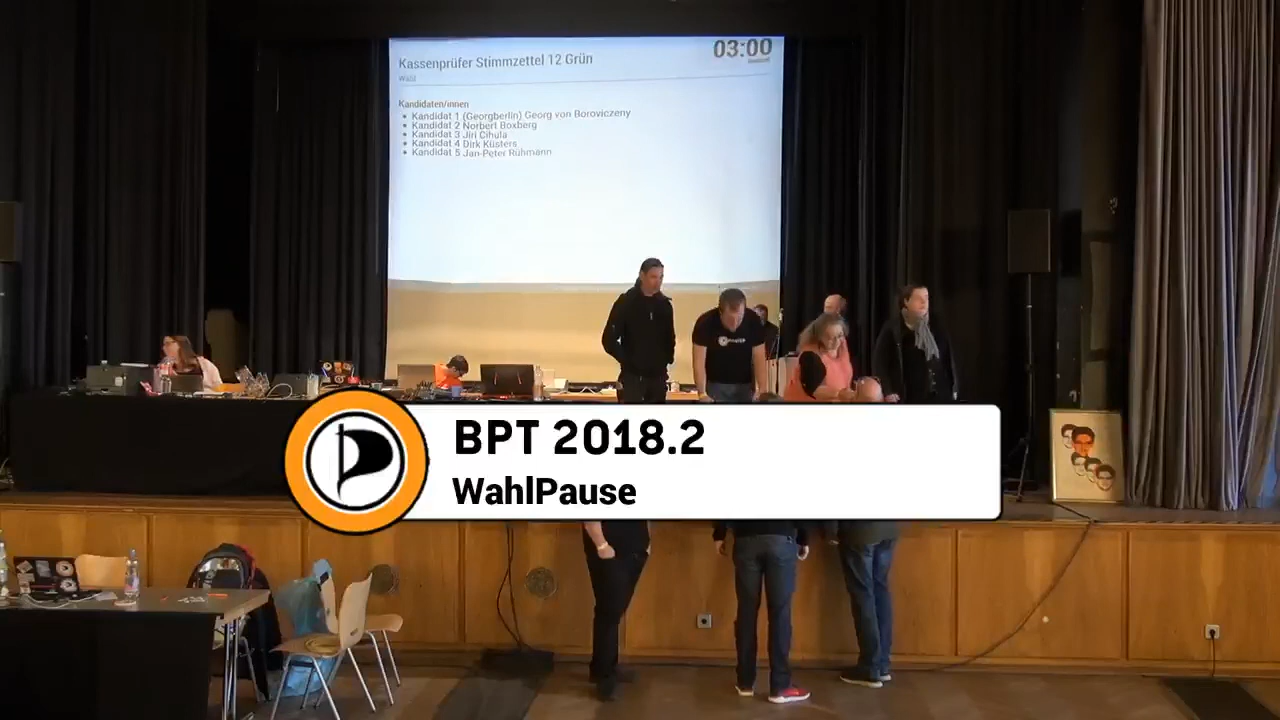 03:00
Kassenprüfer Stimmzettel 12 Grün
Wahl
Kandidaten/innen
• Kandidat 1 (Georgberlin) Georg von Boroviczeny
• Kandidat 2 Norbert Boxberg
• Kandidat 3 Jiri Cihula
• Kandidat 4 Dirk Küsters
• Kandidat 5 Jan-Peter Rühmann
BPT 2018.2
WahlPause